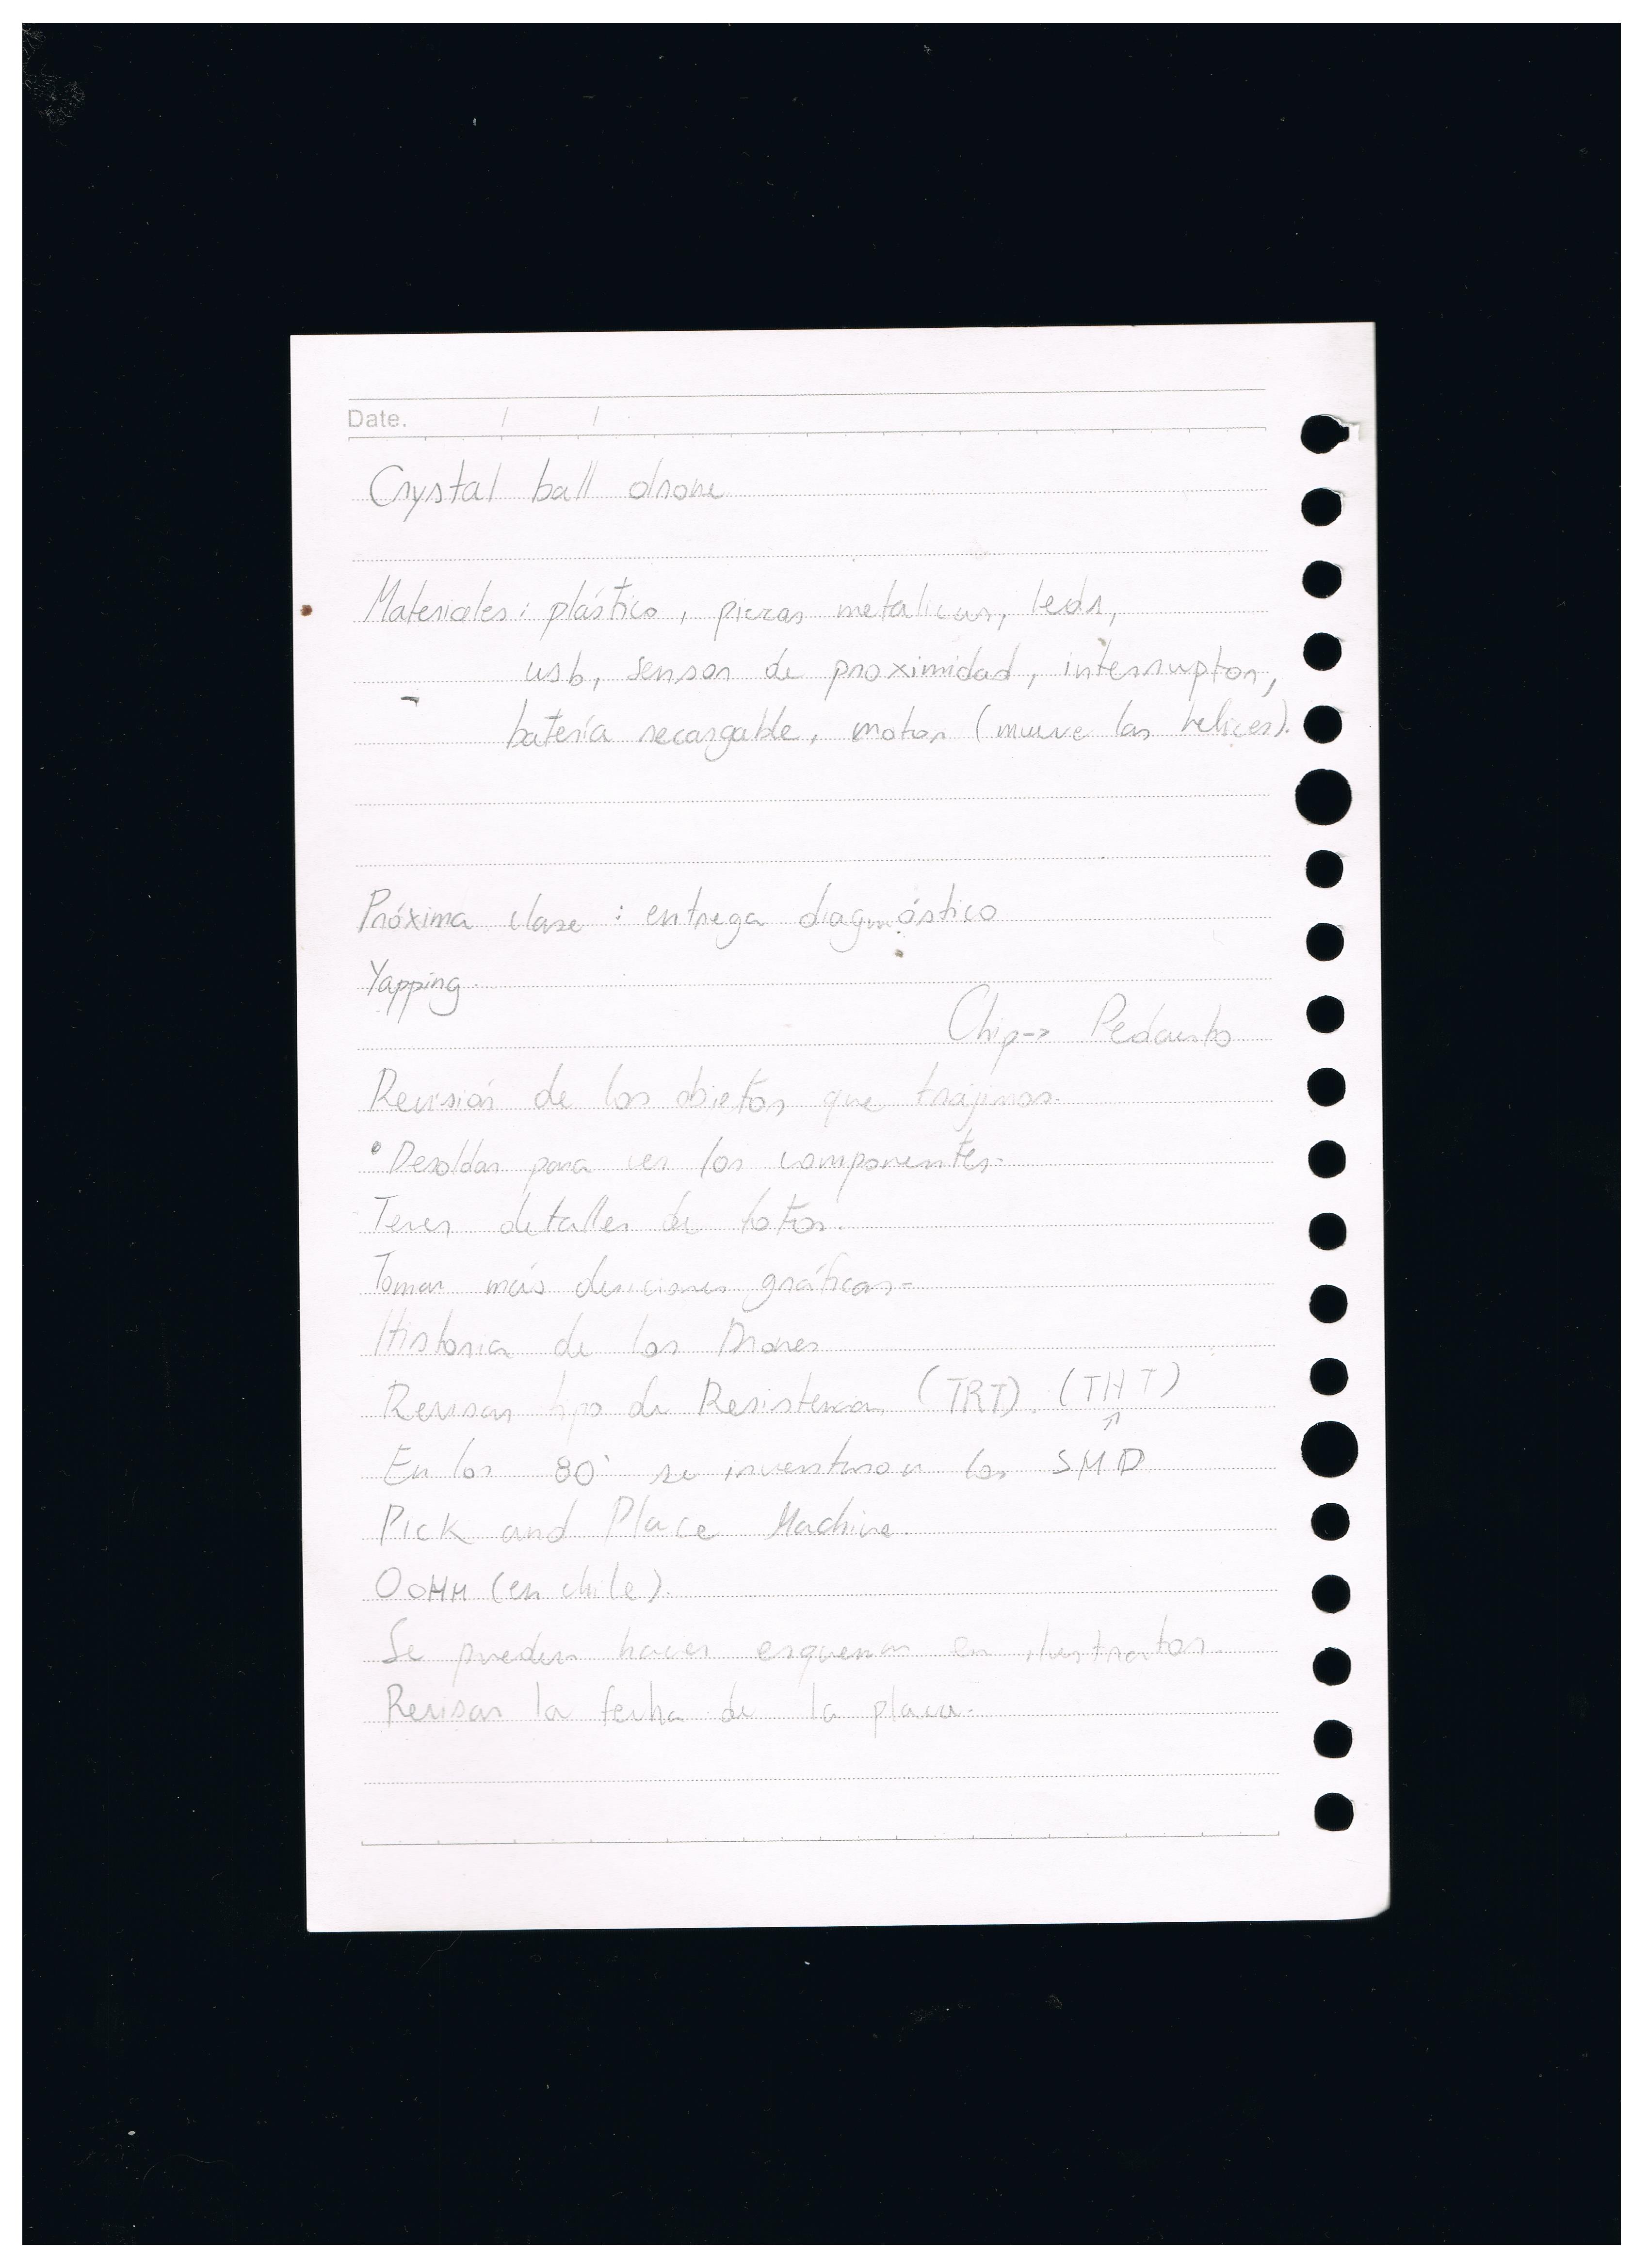 Date. / /
Crystal ball drone
Materiales: plástico, piezas metalicas, leds,
usb, sensor de proximidad, interruptor,
batería recargable, motor (mueve las helices).
Próxima clase: entrega diagnóstico
Yapping.
Chip->
Revisión de los objetos que trajimos.
• Desoldar para ver los componentes.
Tener detalles de fotos.
Tomar más desiciones gráficas-
Historia de los Drones
Revisar tipo de Resistencias (TRT). (THT)
↑
En los 80' se inventaron los SMD
Pick and Place Machine.
OOHM (en chile).
Se pueden hacer esquemas en ilustrator.
Revisar la fecha de la placa.